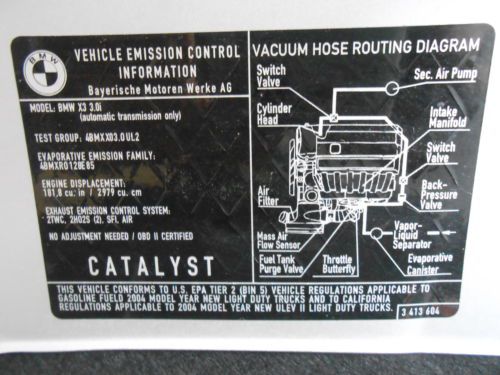 BMW
VEHICLE EMISSION CONTROL
INFORMATION
Bayerische Motoren Werke AG
MODEL: BMW X3 3.0i
(automatic transmission only)
TEST GROUP: 4BMXX03.0UL2
EVAPORATIVE EMISSION FAMILY:
4BMXR0120E85
ENGINE DISPLACEMENT:
181,8 cu. in / 2979 cu. cm
EXHAUST EMISSION CONTROL SYSTEM:
2TWC, 2HO2S (2), SFI, AIR
NO ADJUSTMENT NEEDED / OBD II CERTIFIED
CATALYST
VACUUM HOSE ROUTING DIAGRAM
Switch
Valve
Sec. Air Pump
Cylinder
Head
Intake
Manifold
Switch
Valve
Air
Filter
Back-
Pressure
Valve
Mass Air
Flow Sensor
Vapor-
Liquid
Separator
Fuel Tank
Purge Valve
Throttle
Butterfly
Evaporative
Canister
THIS VEHICLE CONFORMS TO U.S. EPA TIER 2 (BIN 5) VEHICLE REGULATIONS APPLICABLE TO
GASOLINE FUELD 2004 MODEL YEAR NEW LIGHT DUTY TRUCKS AND TO CALIFORNIA
REGULATIONS APPLICABLE TO 2004 MODEL YEAR NEW ULEV II LIGHT DUTY TRUCKS.
3 413 604